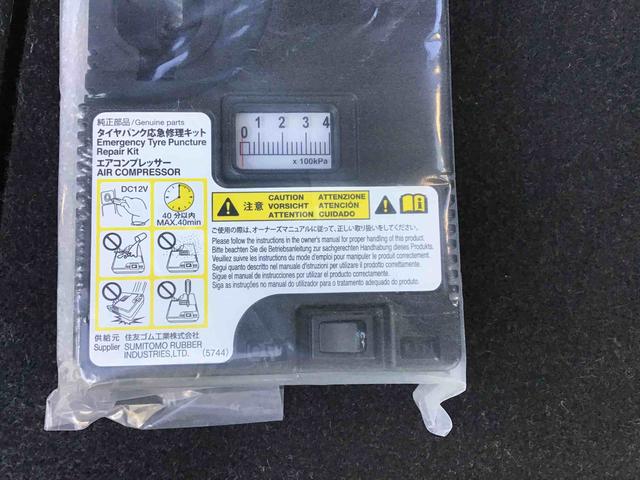 純正部品/Genuine parts
タイヤパンク応急修理キット
Emergency Tyre Puncture
Repair Kit
エアコンプレッサー
AIR COMPRESSOR
DC12V
40分以内
MAX.40min
供給元 住友ゴム工業株式会社
Supplier SUMITOMO RUBBER
INDUSTRIES,LTD. (5744)
0 1 2 3 4
x 100kPa
注意
CAUTION ATTENZIONE
VORSICHT ATENCIÓN
ATTENTION CUIDADO
ご使用の際は、オーナーズマニュアルに従って、正しい取り扱いをしてください。
Please follow the instructions in the owner's manual for proper handling of this product.
Bitte beachten Sie die Betriebsanleitung zur sachgerechten Handhabung dieses Produkts.
Veuillez suivre les instructions du mode d'emploi pour manipuler le produit correctement.
Segui quanto descritto nel manuale d'istruzioni per utilizzare il prodotto correttamente.
Sigue el manual de instrucciones para utilizar el producto correctamente.
Siga as instruções no manual do utilizador para o tratamento adequado do produto.